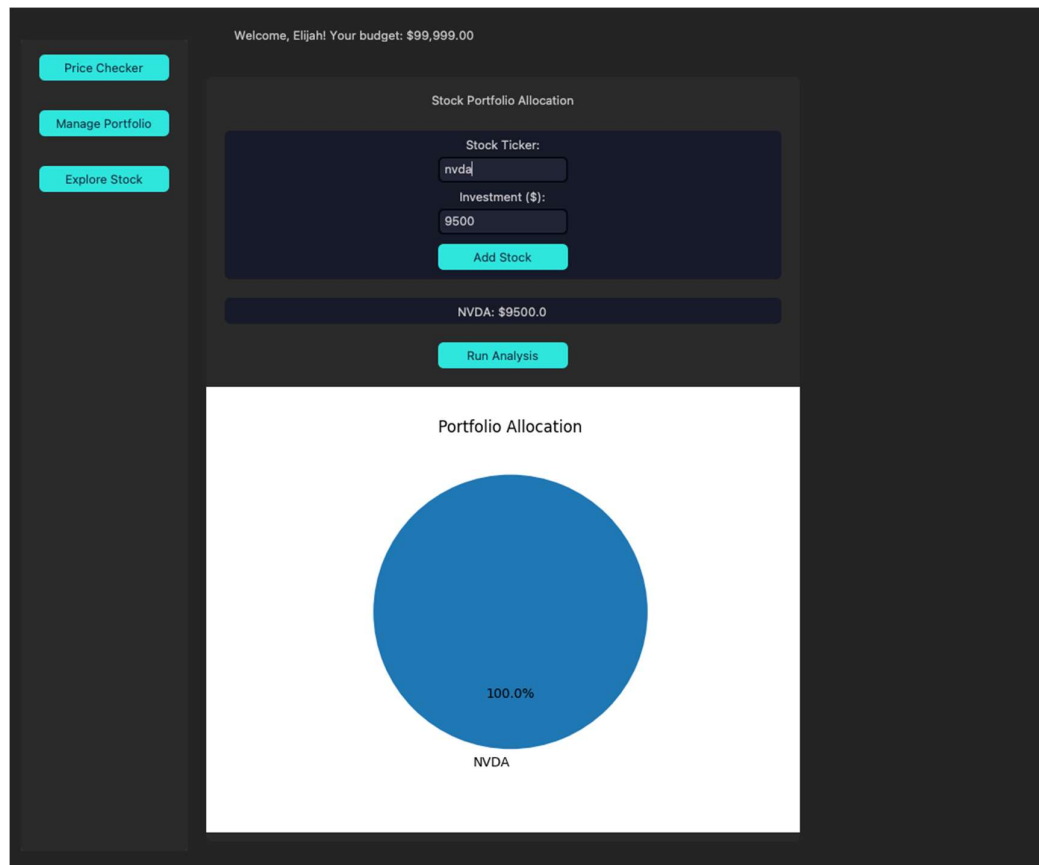 Welcome, Elijah! Your budget: $99,999.00
Price Checker
Manage Portfolio
Explore Stock
Stock Portfolio Allocation
Stock Ticker:
nvda
Investment ($):
9500
Add Stock
NVDA: $9500.0
Run Analysis
Portfolio Allocation
100.0%
NVDA